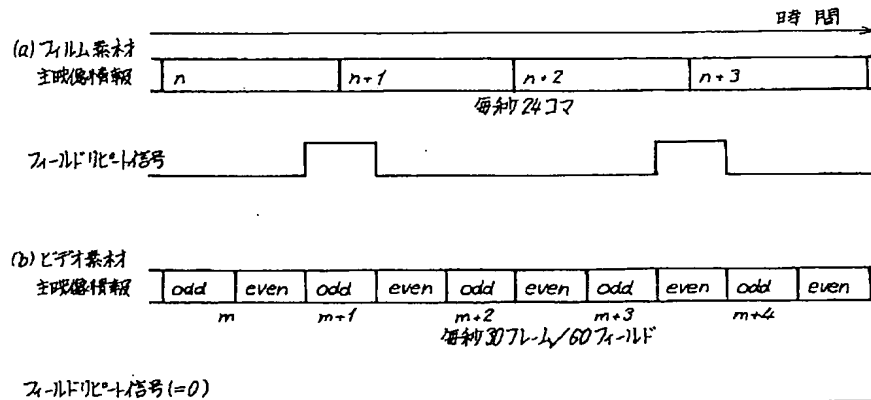 時間
(a)フィルム素材
主映像情報
n
n+1
n+2
n+3
毎秒24コマ
フィールドリピート信号
(b)ビデオ素材
主映像情報
odd
even
odd
even
odd
even
odd
even
odd
even
m
m+1
m+2
m+3
m+4
毎秒30フレーム/60フィールド
フィールドリピート信号(=0)